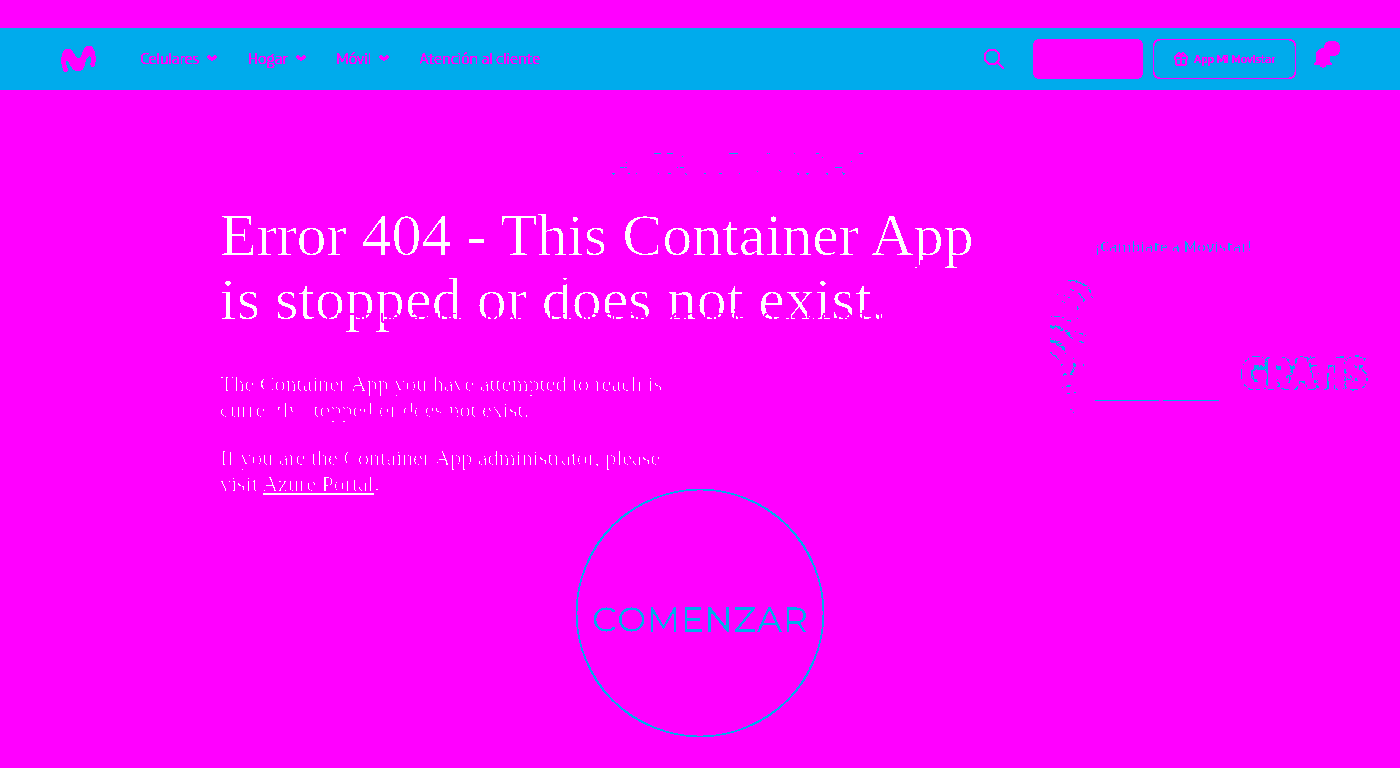 Celulares
Hogar
Móvil
Atención al cliente
App Mi Movistar
Error 404 - This Container App
is stopped or does not exist.
¡Cámbiate a Movistar!
GRATIS
The Container App you have attempted to reach is
currently stopped or does not exist.
If you are the Container App administrator, please
visit Azure Portal.
COMENZAR